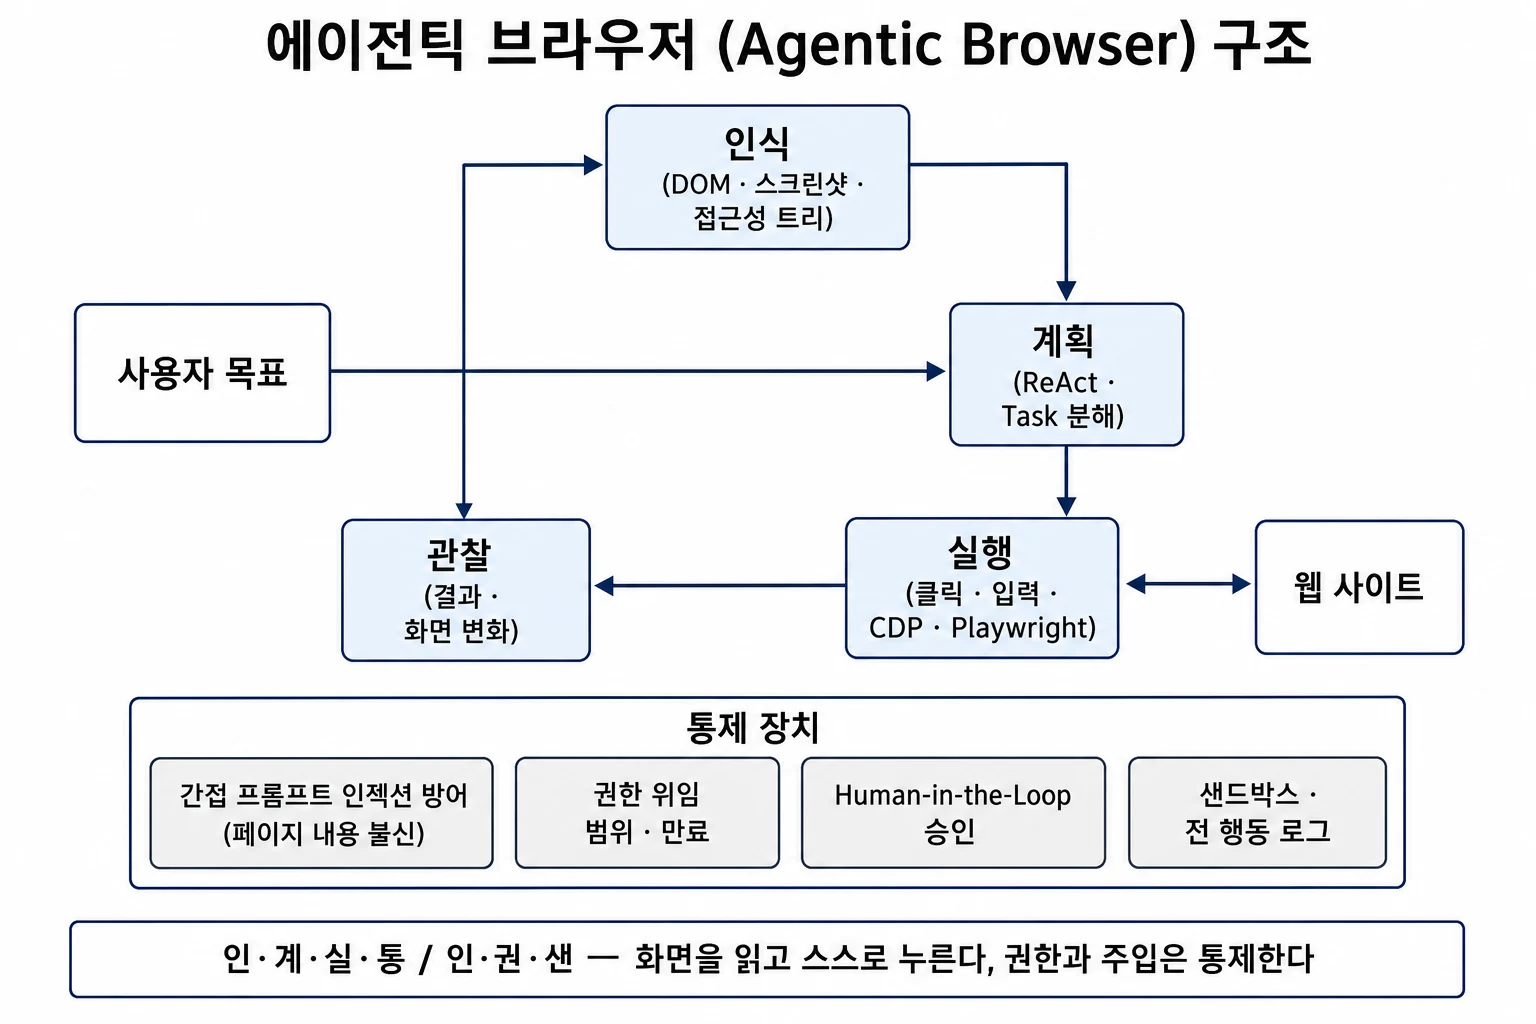 에이전틱 브라우저 (Agentic Browser) 구조
인식
(DOM · 스크린샷 ·
접근성 트리)
사용자 목표
계획
(ReAct ·
Task 분해)
관찰
(결과 ·
화면 변화)
실행
(클릭 · 입력 ·
CDP · Playwright)
웹 사이트
통제 장치
간접 프롬프트 인젝션 방어
(페이지 내용 불신)
권한 위임
범위 · 만료
Human-in-the-Loop
승인
샌드박스 ·
전 행동 로그
인·계·실·통 / 인·권·샌 — 화면을 읽고 스스로 누른다, 권한과 주입은 통제한다